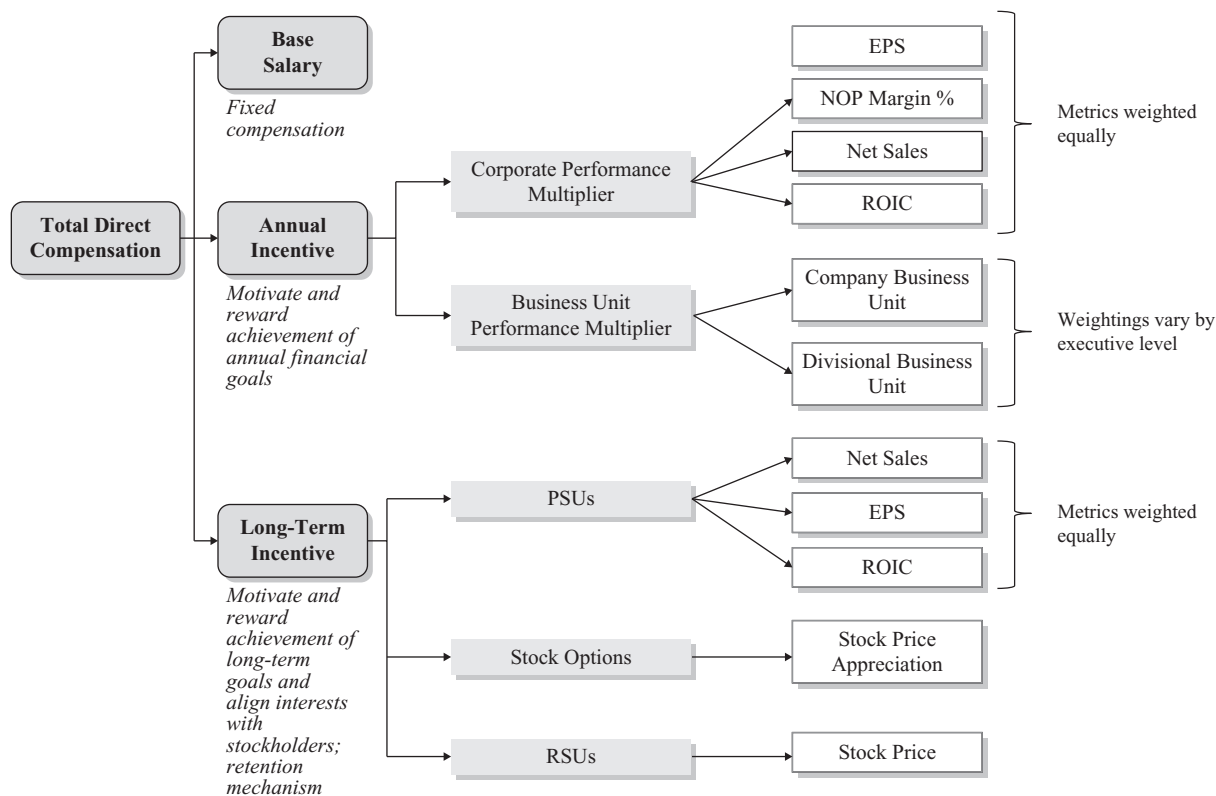 Total Direct
Compensation
Base
Salary
Fixed
compensation
Annual
Incentive
Motivate and
reward
achievement of
annual financial
goals
Corporate Performance
Multiplier
EPS
NOP Margin %
Net Sales
ROIC
Metrics weighted
equally
Business Unit
Performance Multiplier
Company Business
Unit
Divisional Business
Unit
Weightings vary by
executive level
Long-Term
Incentive
Motivate and
reward
achievement of
long-term
goals and
align interests
with
stockholders;
retention
mechanism
PSUs
Net Sales
EPS
ROIC
Metrics weighted
equally
Stock Options
Stock Price
Appreciation
RSUs
Stock Price